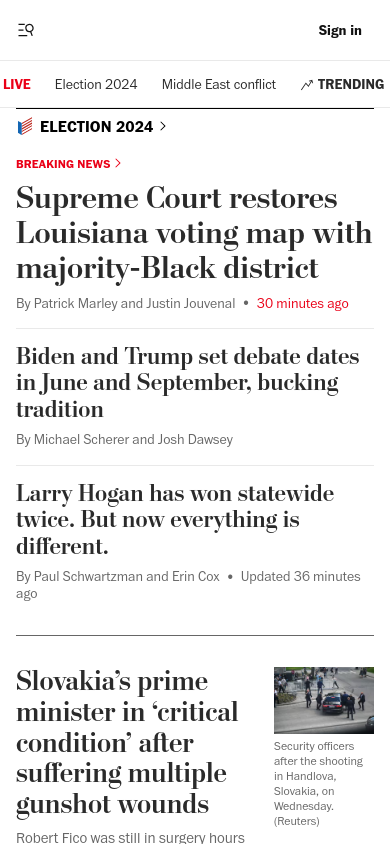 Sign in
LIVE Election 2024 Middle East conflict TRENDING
ELECTION 2024
BREAKING NEWS
Supreme Court restores
Louisiana voting map with
majority-Black district
By Patrick Marley and Justin Jouvenal • 30 minutes ago
Biden and Trump set debate dates
in June and September, bucking
tradition
By Michael Scherer and Josh Dawsey
Larry Hogan has won statewide
twice. But now everything is
different.
By Paul Schwartzman and Erin Cox • Updated 36 minutes
ago
Slovakia’s prime
minister in ‘critical
condition’ after
suffering multiple
gunshot wounds
Robert Fico was still in surgery hours
Security officers
after the shooting
in Handlova,
Slovakia, on
Wednesday.
(Reuters)